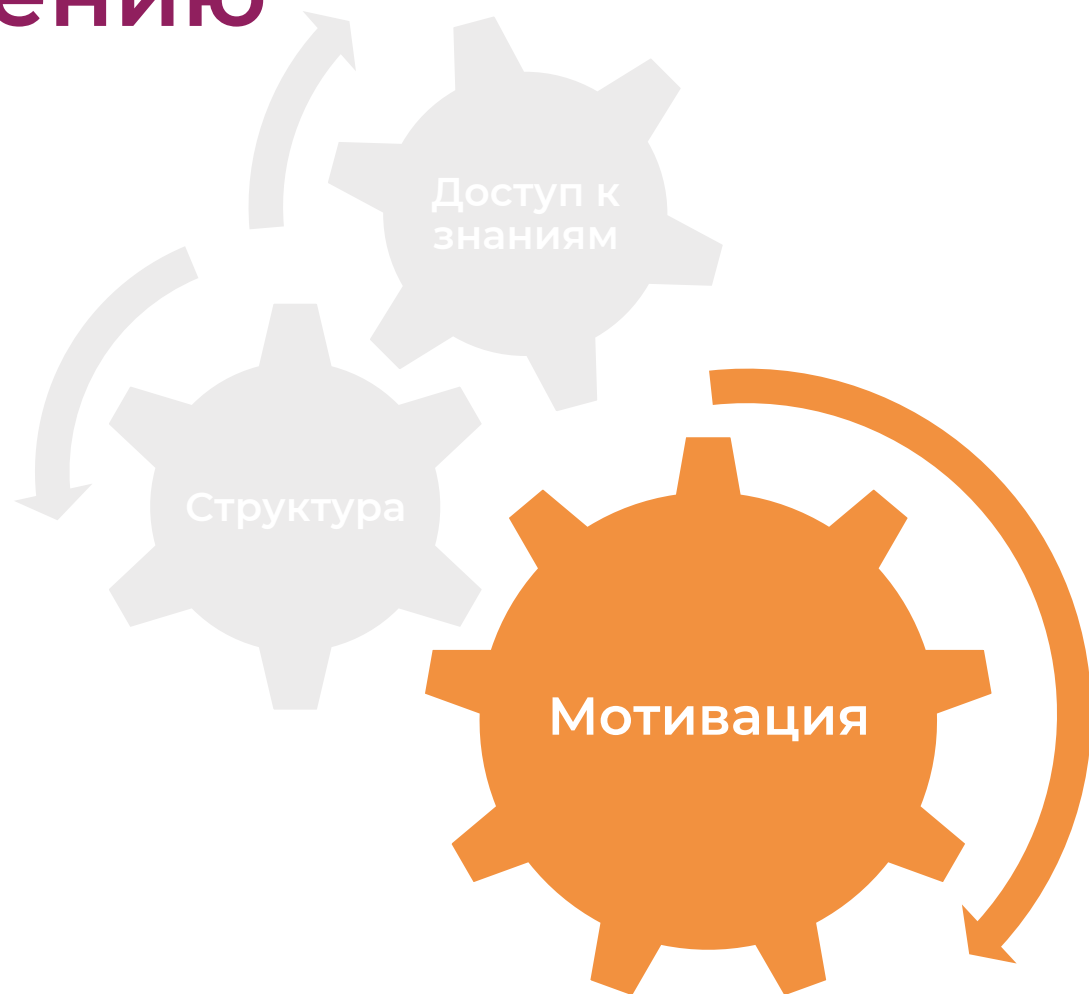 ению
Доступ к
знаниям
Структура
Мотивация